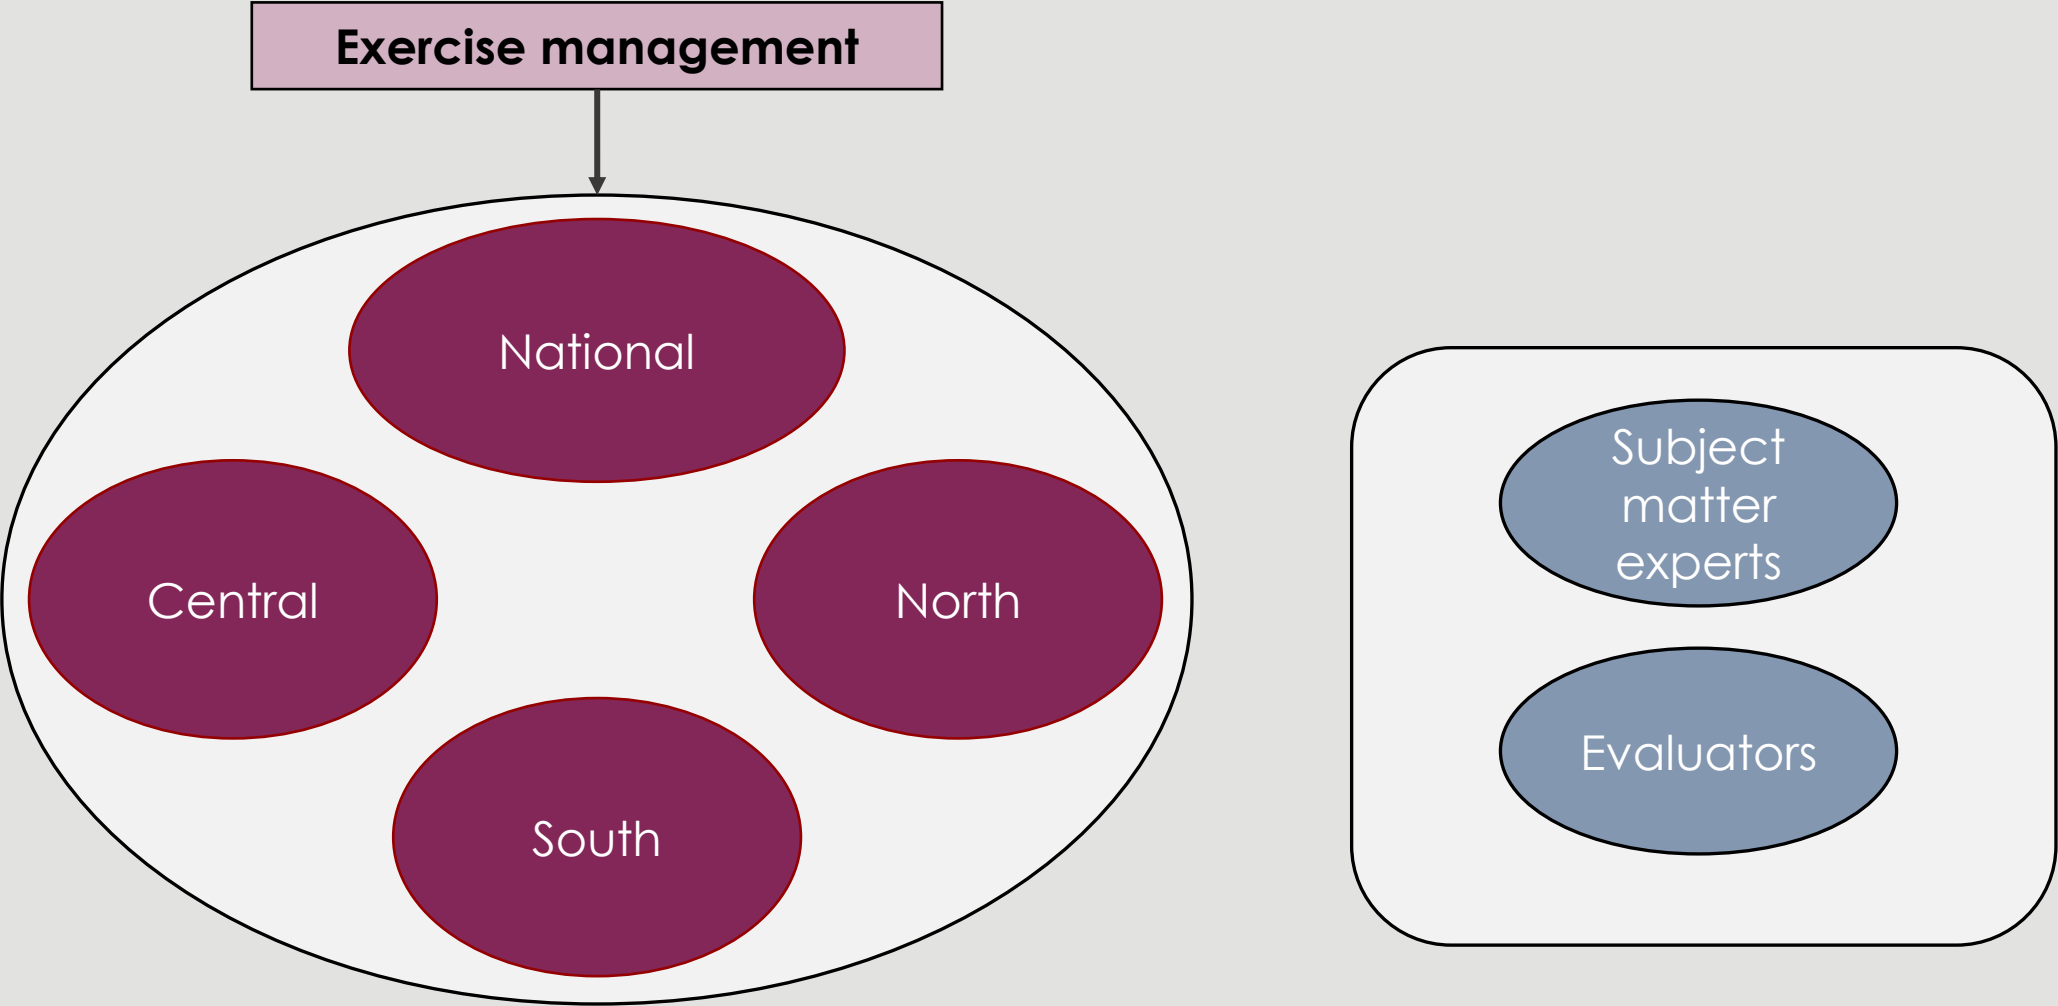 Exercise management
National
Central
North
South
Subject
matter
experts
Evaluators